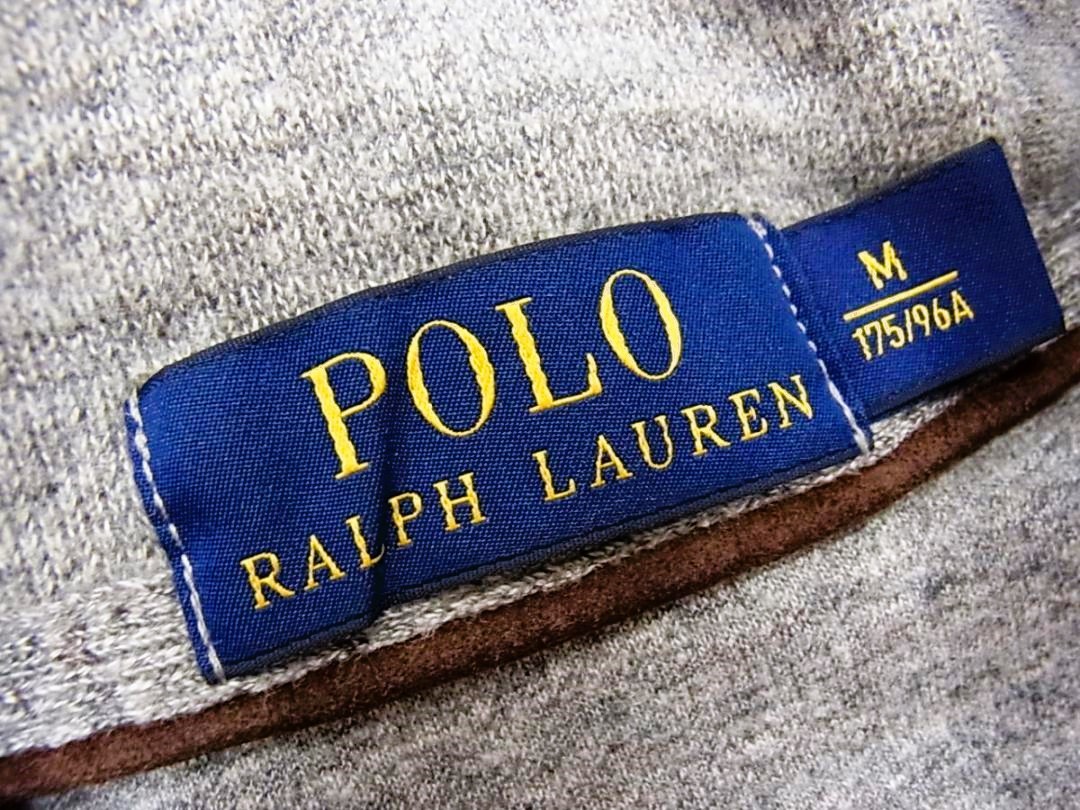 POLO
RALPH LAUREN
M
175/96A